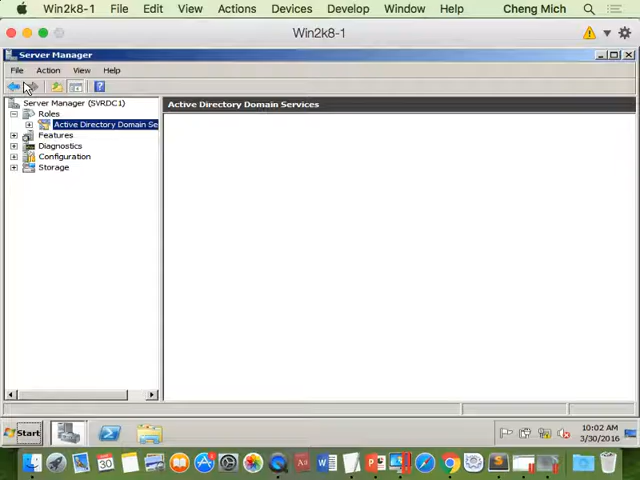 Win2k8-1 File Edit View Actions Devices Develop Window Help Cheng Mich
Win2k8-1
Server Manager
File Action View Help
Server Manager (SVRDC1)
Roles
Active Directory Domain Se
Features
Diagnostics
Configuration
Storage
Active Directory Domain Services
Start
10:02 AM
3/30/2016
30